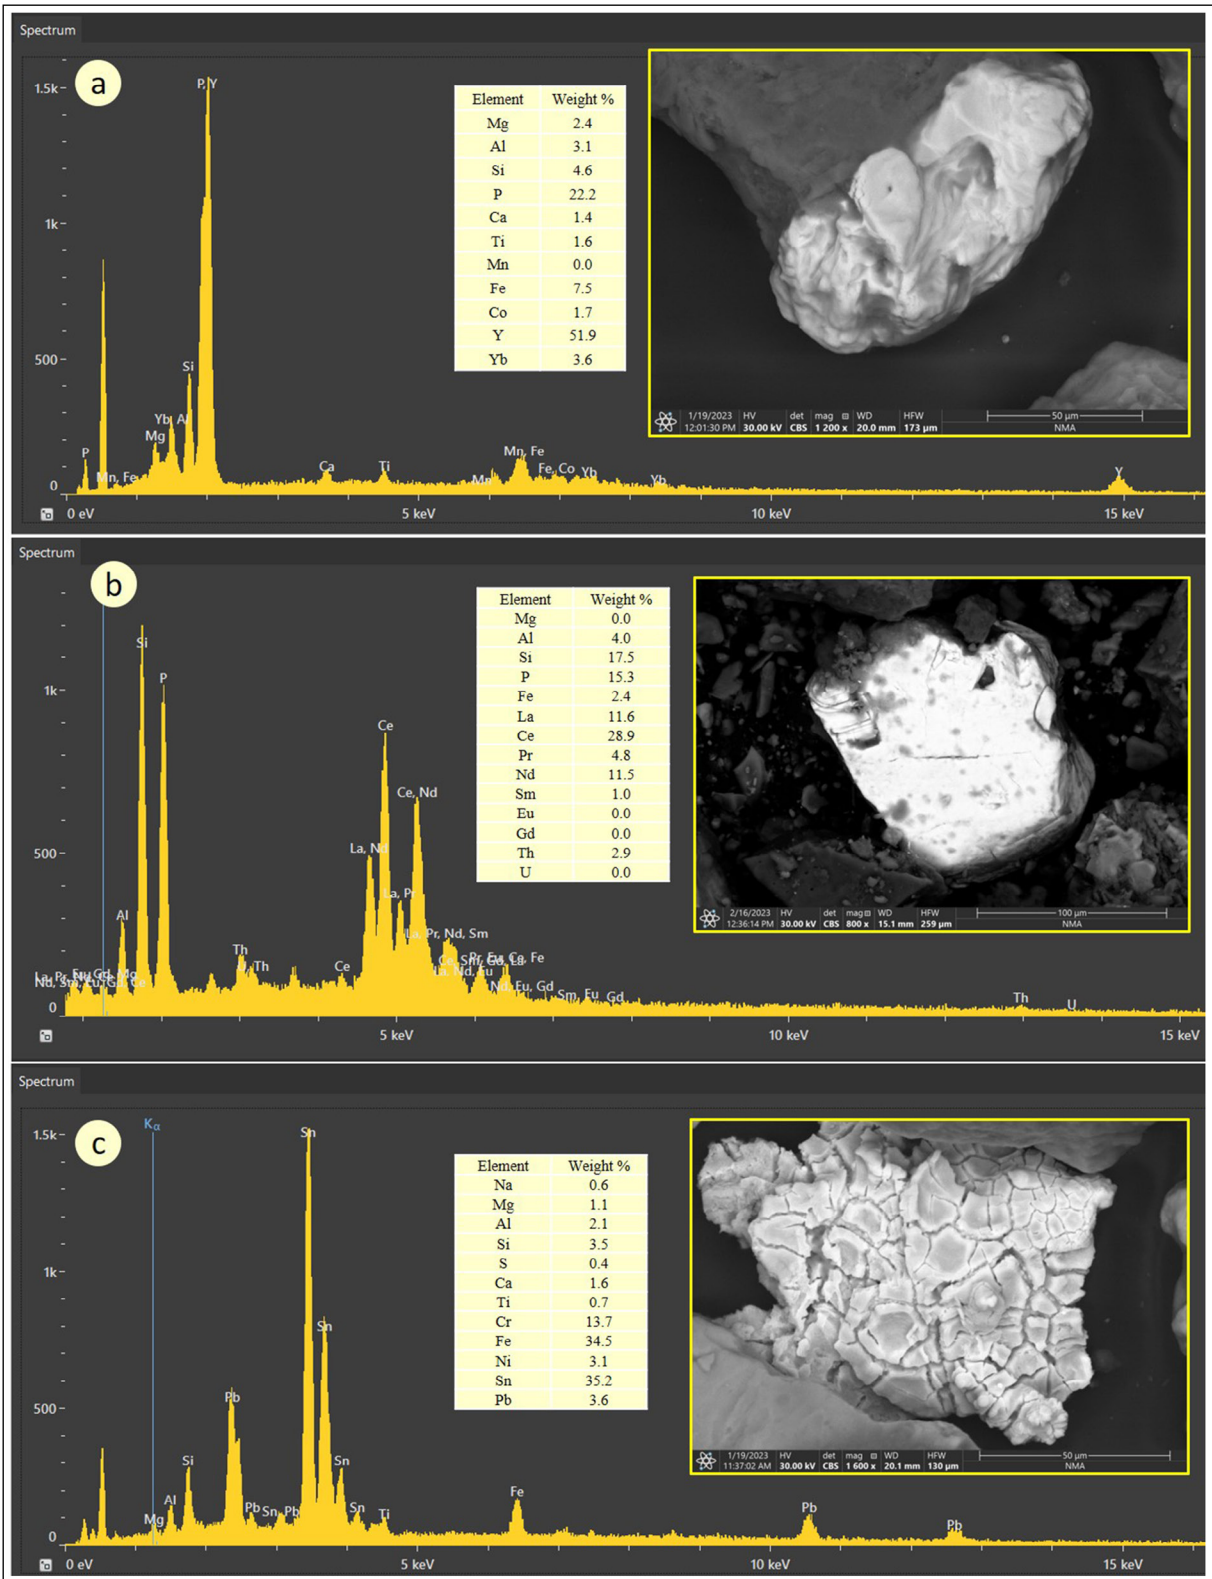 Spectrum
a
1.5k
1k
500
0
P, Y
P
Mn, Fe
Mg
Yb
Al
Si
Ca
Ti
Mn
Mn, Fe
Fe, Co
Yb
Yb
Y
0 eV
5 keV
10 keV
15 keV
Element Weight %
Mg 2.4
Al 3.1
Si 4.6
P 22.2
Ca 1.4
Ti 1.6
Mn 0.0
Fe 7.5
Co 1.7
Y 51.9
Yb 3.6
1/19/2023 HV det mag WD HFW 50 µm
12:01:30 PM 30.00 kV CBS 1 200 x 20.0 mm 173 µm NMA
Spectrum
b
1k
500
0
Si
P
Al
Th
Th
Ce
La, Nd
Ce
La, Pr
Ce, Nd
La, Pr, Nd, Sm
La, Nd, Eu
Nd, Eu, Gd
Sm
Eu
Gd
Th
U
5 keV
10 keV
15 keV
Element Weight %
Mg 0.0
Al 4.0
Si 17.5
P 15.3
Fe 2.4
La 11.6
Ce 28.9
Pr 4.8
Nd 11.5
Sm 1.0
Eu 0.0
Gd 0.0
Th 2.9
U 0.0
2/16/2023 HV det mag WD HFW 100 µm
12:36:14 PM 30.00 kV CBS 800 x 15.1 mm 259 µm NMA
Spectrum
c
Kα
1.5k
1k
500
0
Mg
Al
Si
Pb
Pb
Sn
Pb
Sn
Sn
Sn
Sn
Ti
Fe
Pb
Pb
0 eV
5 keV
10 keV
15 keV
Element Weight %
Na 0.6
Mg 1.1
Al 2.1
Si 3.5
S 0.4
Ca 1.6
Ti 0.7
Cr 13.7
Fe 34.5
Ni 3.1
Sn 35.2
Pb 3.6
1/19/2023 HV det mag WD HFW 50 µm
11:37:02 AM 30.00 kV CBS 1 600 x 20.1 mm 130 µm NMA